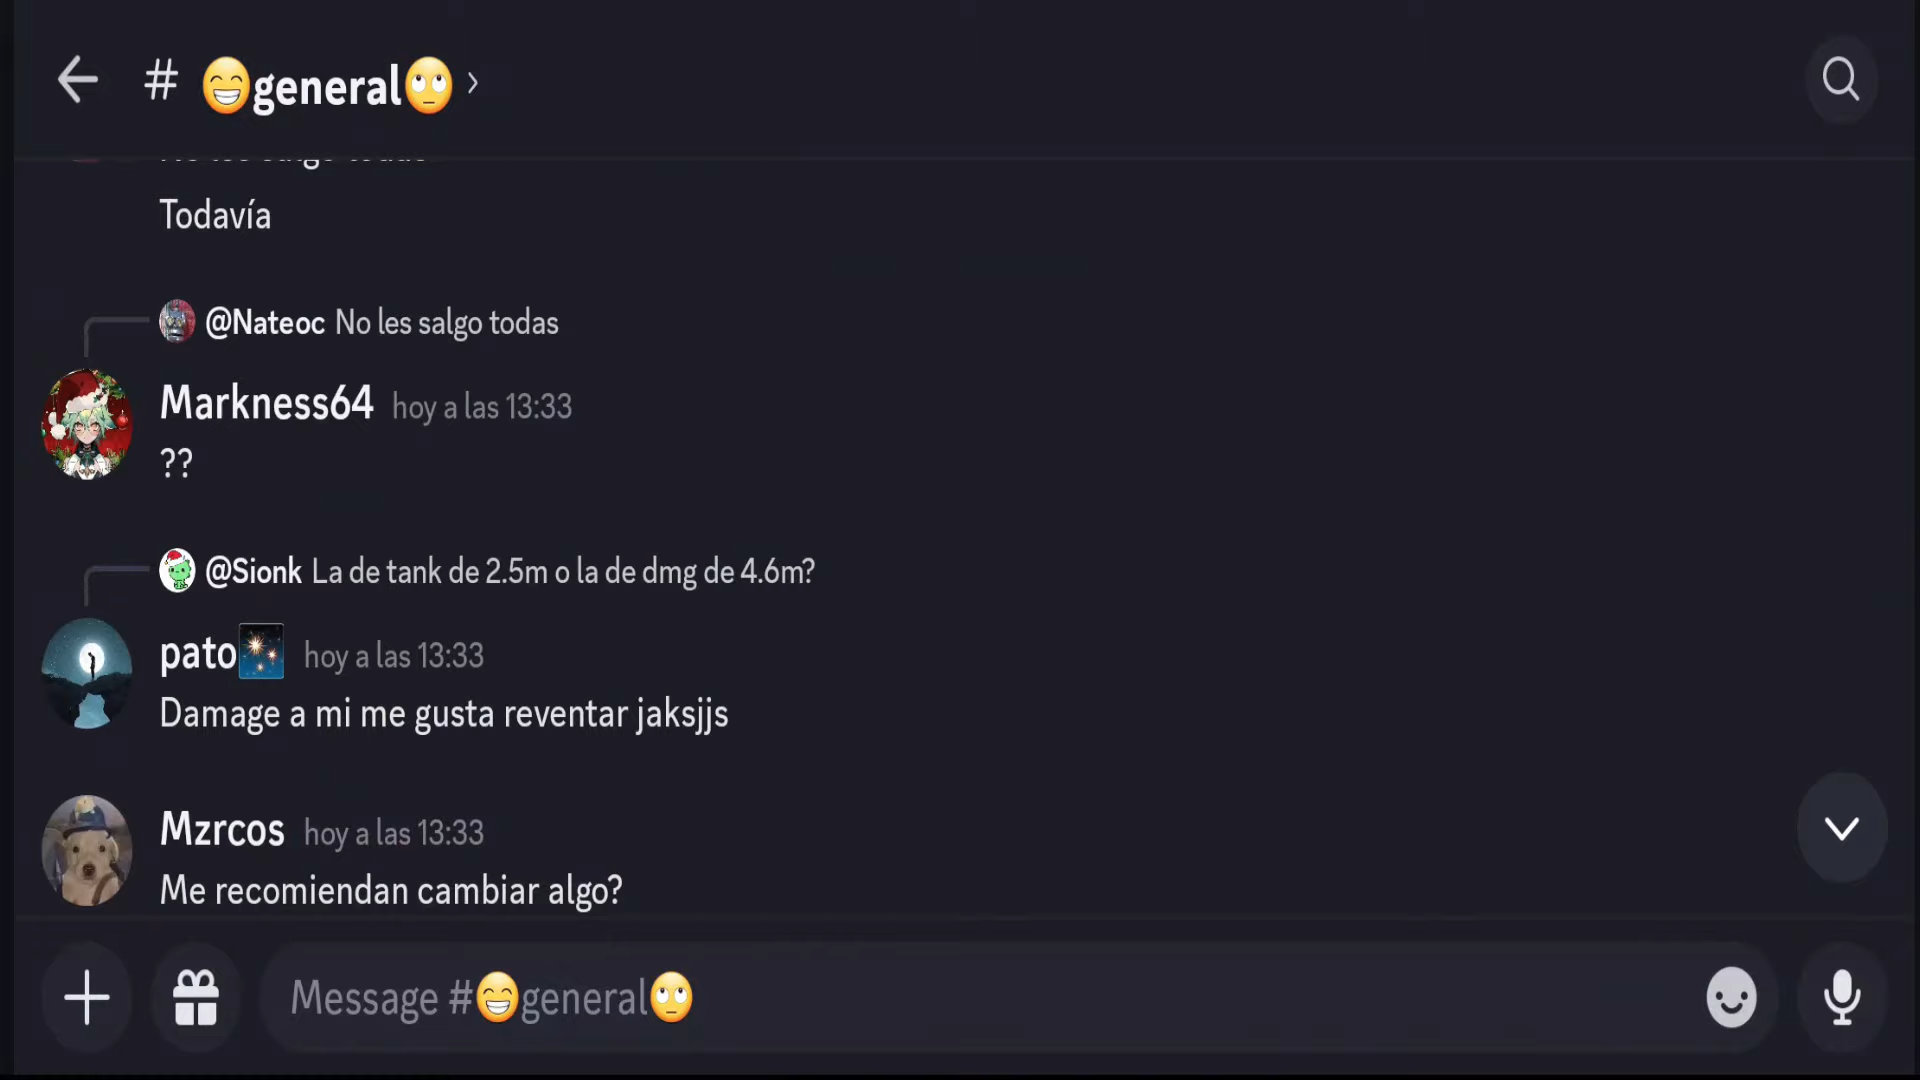 # 😁general🙄 ›
Todavía
@Nateoc No les salgo todas
Markness64 hoy a las 13:33
??
@Sionk La de tank de 2.5m o la de dmg de 4.6m?
pato🎇 hoy a las 13:33
Damage a mi me gusta reventar jaksjjs
Mzrcos hoy a las 13:33
Me recomiendan cambiar algo?
Message #😁general🙄